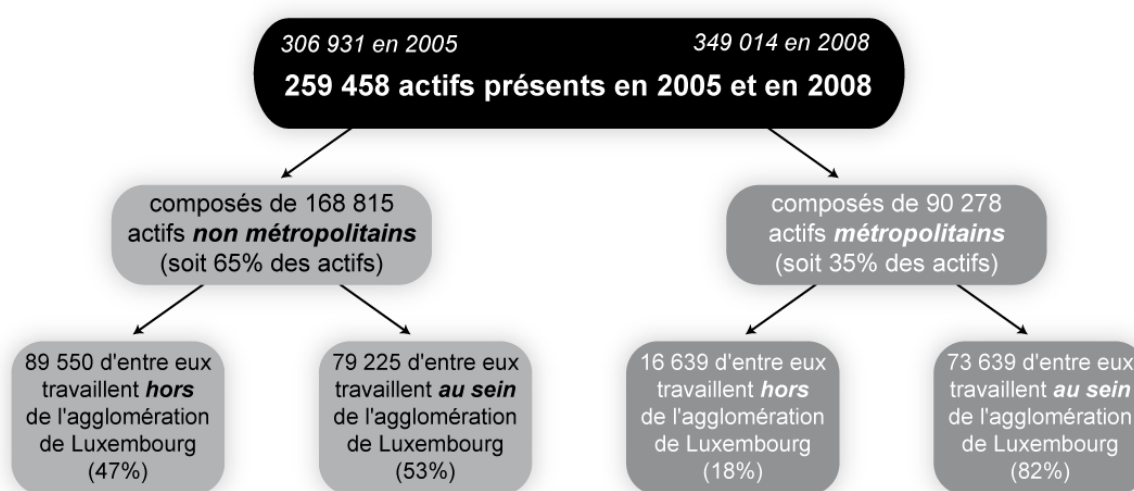 306 931 en 2005
349 014 en 2008
259 458 actifs présents en 2005 et en 2008
composés de 168 815
actifs non métropolitains
(soit 65% des actifs)
composés de 90 278
actifs métropolitains
(soit 35% des actifs)
89 550 d'entre eux
travaillent hors
de l'agglomération
de Luxembourg
(47%)
79 225 d'entre eux
travaillent au sein
de l'agglomération
de Luxembourg
(53%)
16 639 d'entre eux
travaillent hors
de l'agglomération
de Luxembourg
(18%)
73 639 d'entre eux
travaillent au sein
de l'agglomération
de Luxembourg
(82%)